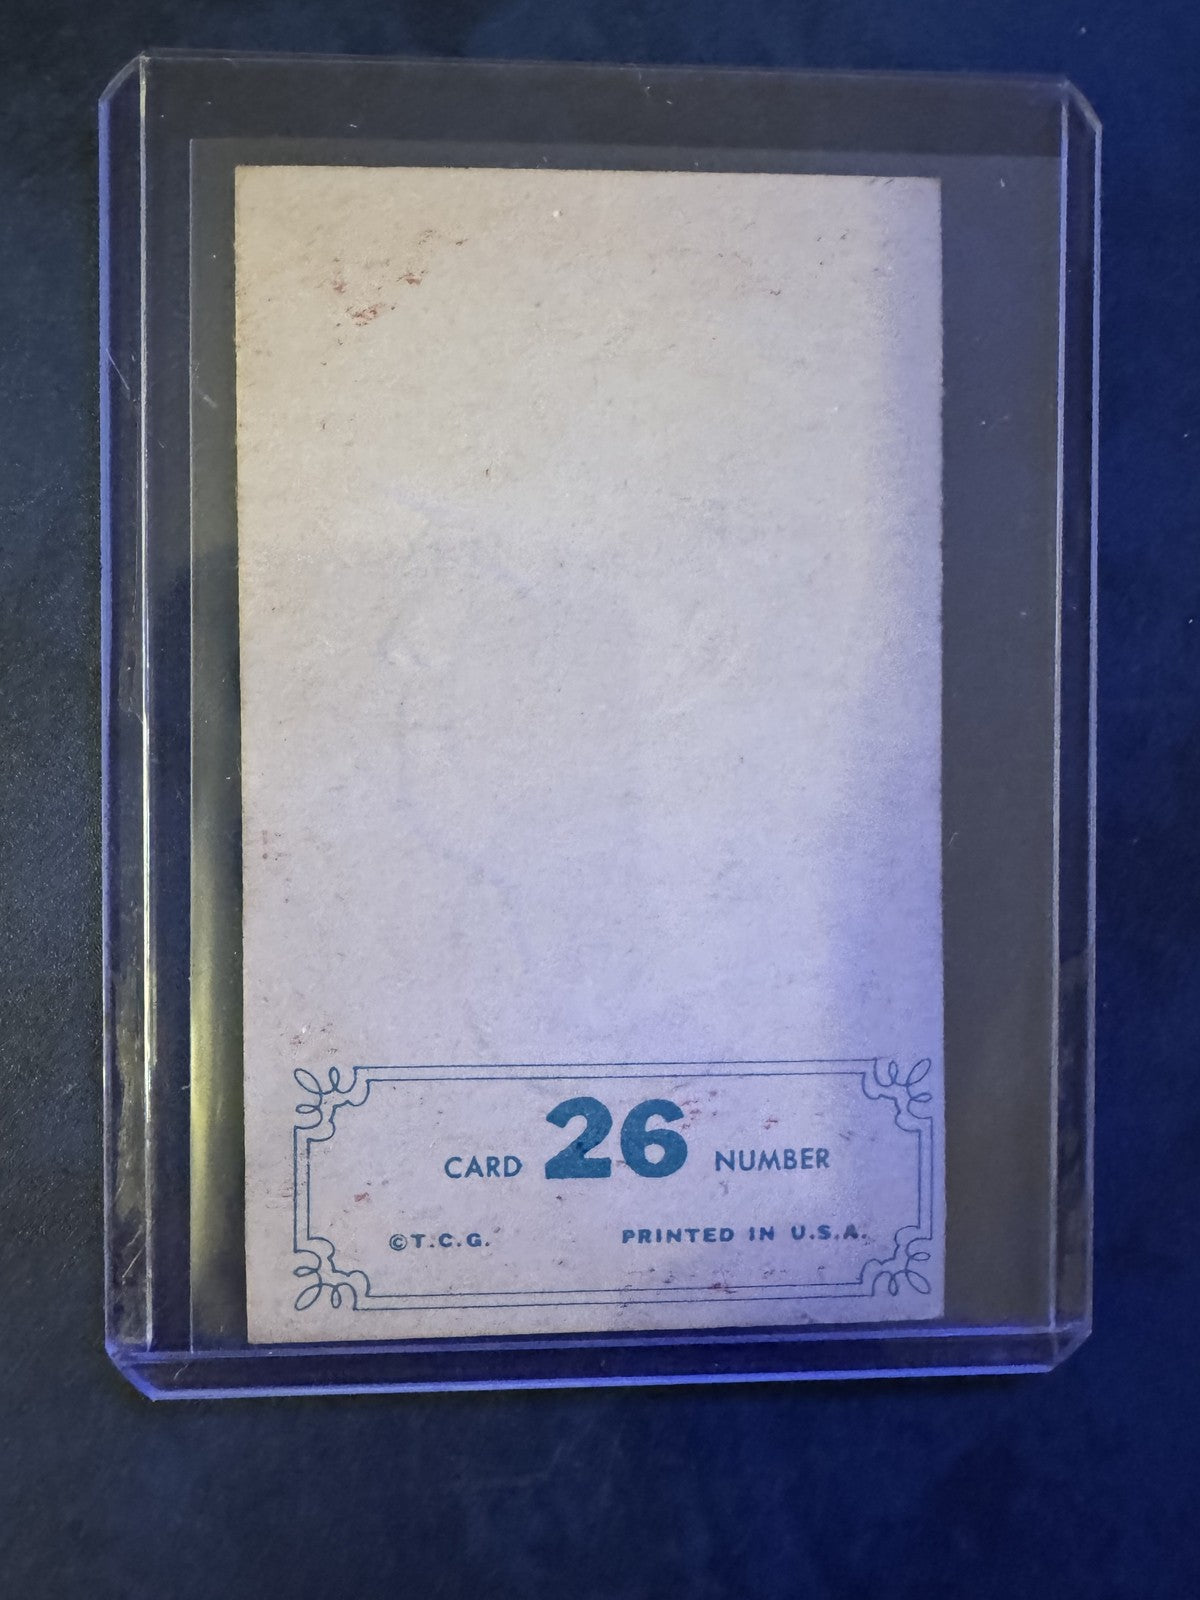 CARD 26 NUMBER
©T.C.G. PRINTED IN U.S.A.